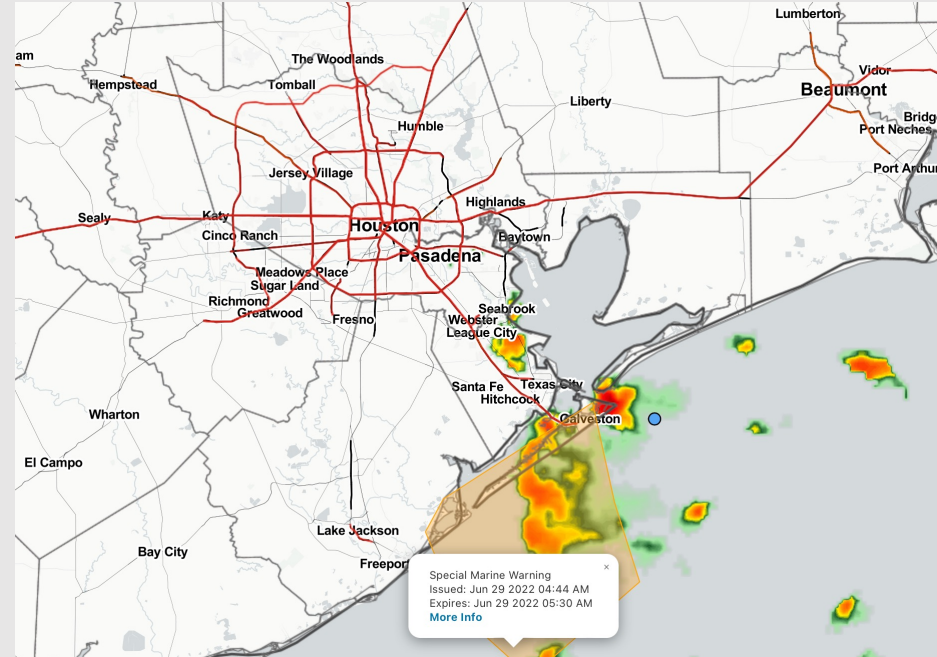 Lumberton
am
The Woodlands
Vidor
Hempstead
Tomball
Beaumont
Liberty
Bridg
Humble
Port Neches
Port Arthur
Jersey Village
Highlands
Sealy
Katy
Houston
Cinco Ranch
Baytown
Pasadena
Meadows Place
Sugar Land
Richmond
Greatwood
Seabrook
Fresno
Webster
League City
Texas City
Santa Fe
Hitchcock
Wharton
Galveston
El Campo
Lake Jackson
Bay City
Freepor
×
Special Marine Warning
Issued: Jun 29 2022 04:44 AM
Expires: Jun 29 2022 05:30 AM
More Info